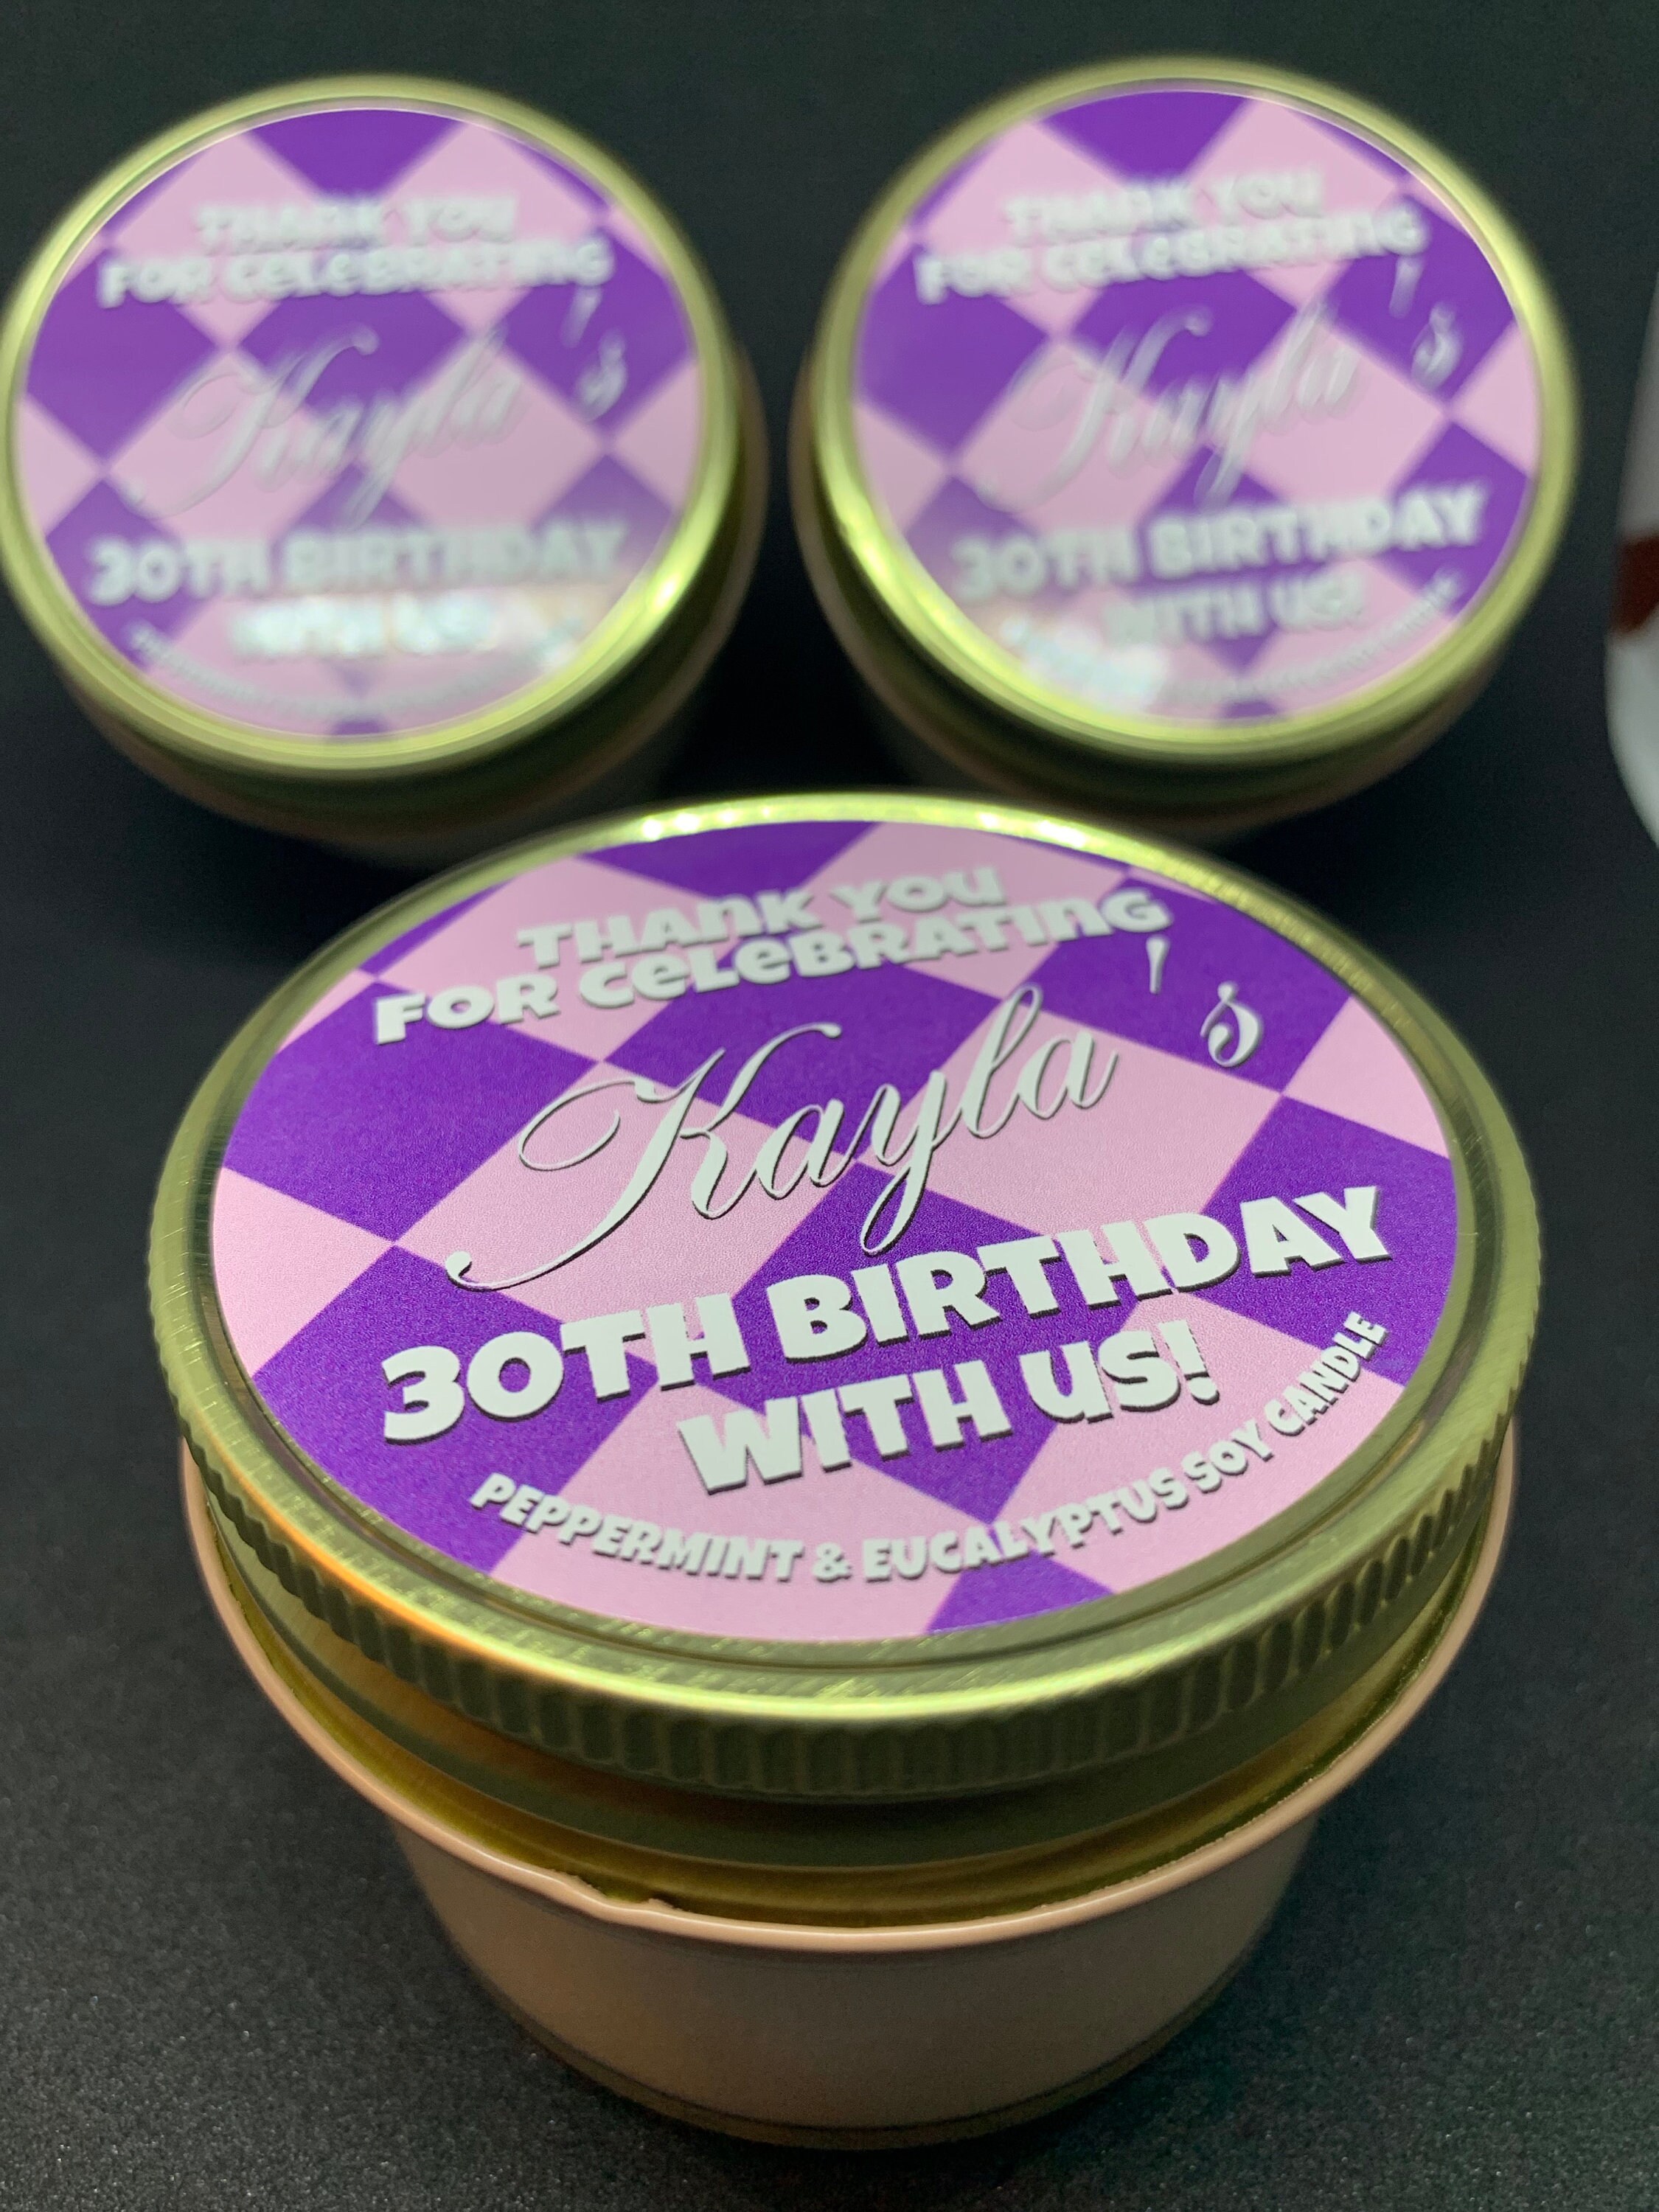 THANK YOU
FOR CELEBRATING
Kayla's
30TH BIRTHDAY
WITH US!
THANK YOU
FOR CELEBRATING
Kayla's
30TH BIRTHDAY
WITH US!
THANK YOU
FOR CELEBRATING
Kayla's
30TH BIRTHDAY
WITH US!
PEPPERMINT & EUCALYPTUS SOY CANDLE